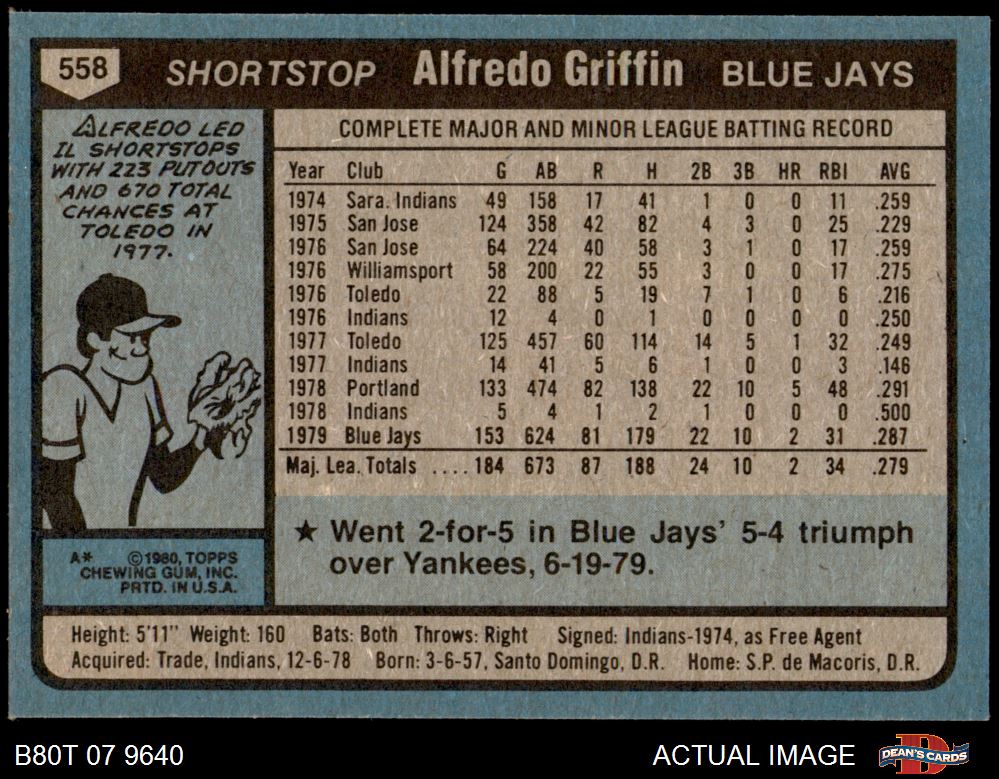 558 SHORTSTOP Alfredo Griffin BLUE JAYS
ALFREDO LED
IL SHORTSTOPS
WITH 223 PUTOUTS
AND 670 TOTAL
CHANCES AT
TOLEDO IN
1977.
COMPLETE MAJOR AND MINOR LEAGUE BATTING RECORD
Year Club G AB R H 2B 3B HR RBI AVG
1974 Sara. Indians 49 158 17 41 1 0 0 11 .259
1975 San Jose 124 358 42 82 4 3 0 25 .229
1976 San Jose 64 224 40 58 3 1 0 17 .259
1976 Williamsport 58 200 22 55 3 0 0 17 .275
1976 Toledo 22 88 5 19 7 1 0 6 .216
1976 Indians 12 4 0 1 0 0 0 0 .250
1977 Toledo 125 457 60 114 14 5 1 32 .249
1977 Indians 14 41 5 6 1 0 0 3 .146
1978 Portland 133 474 82 138 22 10 5 48 .291
1978 Indians 5 4 1 2 1 0 0 0 .500
1979 Blue Jays 153 624 81 179 22 10 2 31 .287
Maj. Lea. Totals ....184 673 87 188 24 10 2 34 .279
★ Went 2-for-5 in Blue Jays' 5-4 triumph
over Yankees, 6-19-79.
A* ©1980, TOPPS
CHEWING GUM, INC.
PRTD. IN U.S.A.
Height: 5'11" Weight: 160 Bats: Both Throws: Right Signed: Indians-1974, as Free Agent
Acquired: Trade, Indians, 12-6-78 Born: 3-6-57, Santo Domingo, D.R. Home: S.P. de Macoris, D.R.
B80T 07 9640 ACTUAL IMAGE DEAN'S CARDS